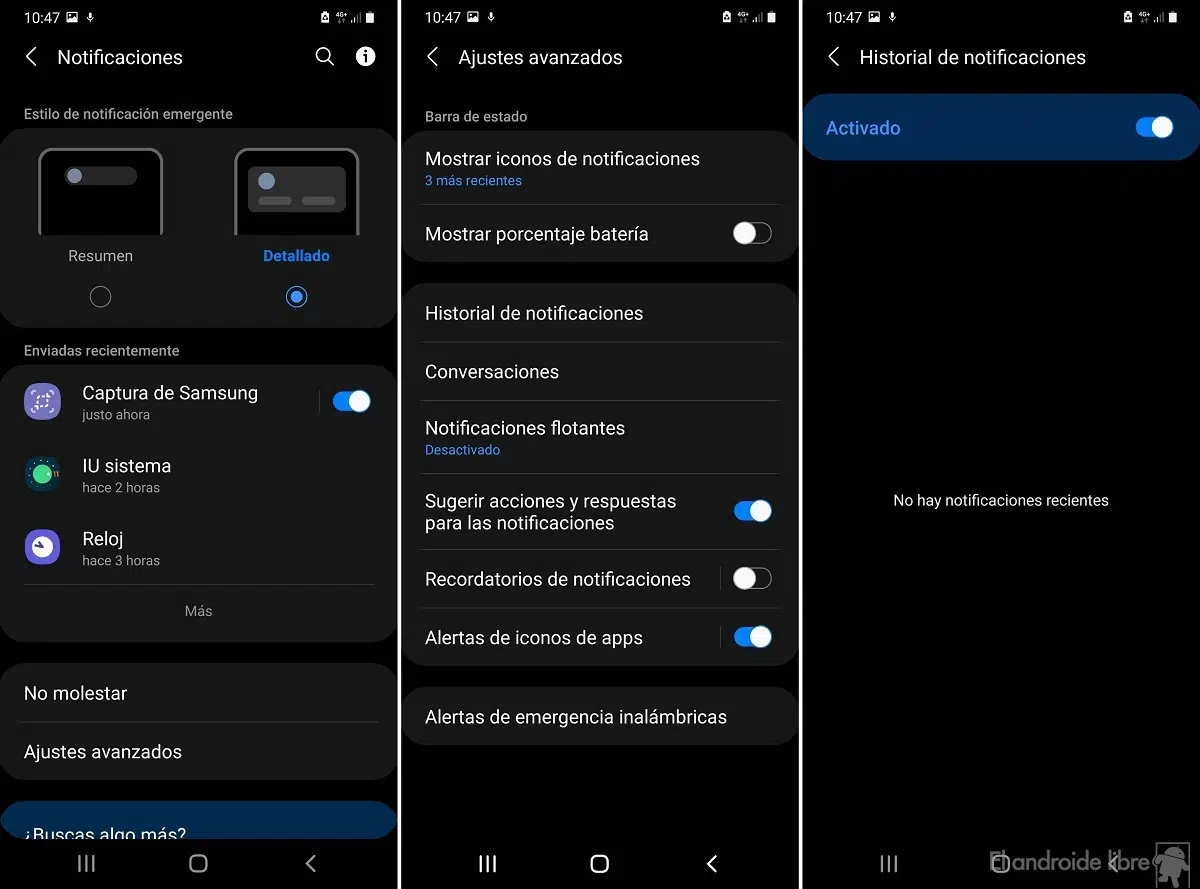 10:47
4G+
Notificaciones
Estilo de notificación emergente
Resumen
Detallado
Enviadas recientemente
Captura de Samsung
justo ahora
IU sistema
hace 2 horas
Reloj
hace 3 horas
Más
No molestar
Ajustes avanzados
¿Buscas algo más?
10:47
4G+
Ajustes avanzados
Barra de estado
Mostrar iconos de notificaciones
3 más recientes
Mostrar porcentaje batería
Historial de notificaciones
Conversaciones
Notificaciones flotantes
Desactivado
Sugerir acciones y respuestas
para las notificaciones
Recordatorios de notificaciones
Alertas de iconos de apps
Alertas de emergencia inalámbricas
10:47
4G+
Historial de notificaciones
Activado
No hay notificaciones recientes
El androide libre